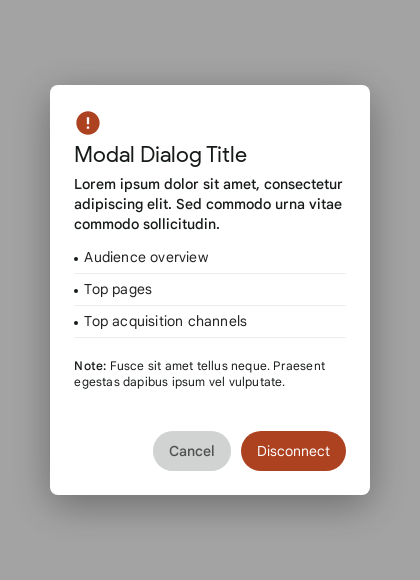 Modal Dialog Title
Lorem ipsum dolor sit amet, consectetur
adipiscing elit. Sed commodo urna vitae
commodo sollicitudin.
• Audience overview
• Top pages
• Top acquisition channels
Note: Fusce sit amet tellus neque. Praesent
egestas dapibus ipsum vel vulputate.
Cancel Disconnect